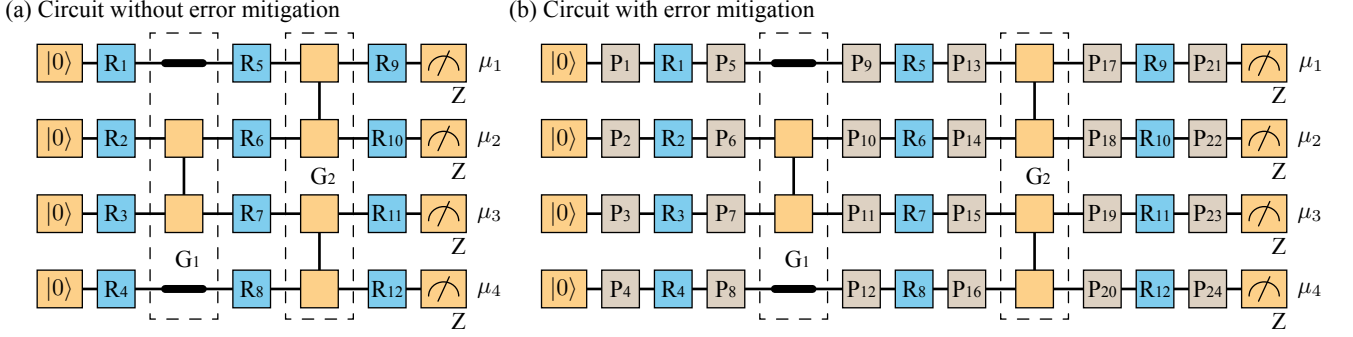 (a) Circuit without error mitigation
(b) Circuit with error mitigation
|0⟩ R1 R5 R9 μ1
Z
|0⟩ R2 R6 R10 μ2
Z
G2
|0⟩ R3 R7 R11 μ3
Z
G1
|0⟩ R4 R8 R12 μ4
Z
|0⟩ P1 R1 P5 P9 R5 P13 P17 R9 P21 μ1
Z
|0⟩ P2 R2 P6 P10 R6 P14 P18 R10 P22 μ2
Z
G2
|0⟩ P3 R3 P7 P11 R7 P15 P19 R11 P23 μ3
Z
G1
|0⟩ P4 R4 P8 P12 R8 P16 P20 R12 P24 μ4
Z